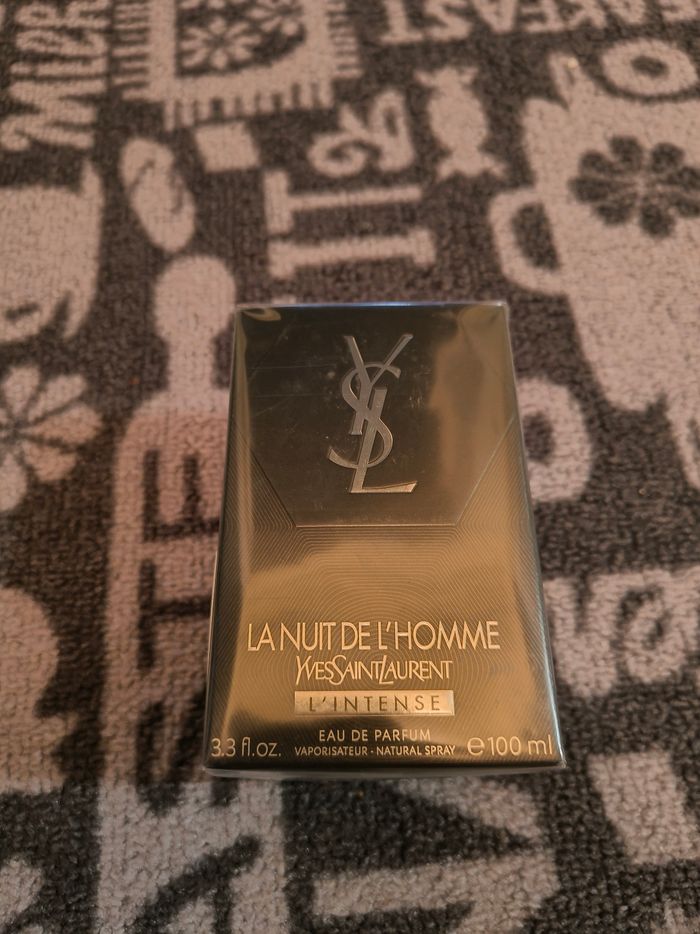 BREAKFAST
YSL
LA NUIT DE L'HOMME
YVESSAINTLAURENT
L'INTENSE
EAU DE PARFUM
3.3 fl.oz. VAPORISATEUR - NATURAL SPRAY e 100 ml